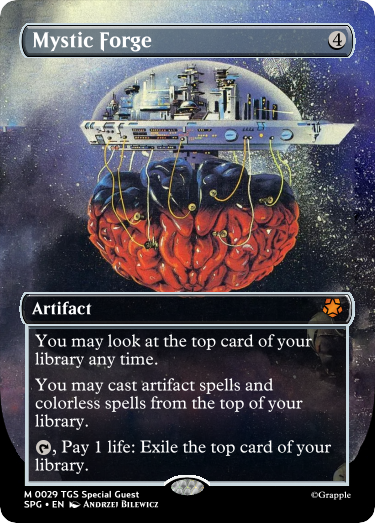 Mystic Forge 4
Artifact
You may look at the top card of your
library any time.
You may cast artifact spells and
colorless spells from the top of your
library.
, Pay 1 life: Exile the top card of your
library.
M 0029 TGS Special Guest
SPG • EN Andrzej Bilewicz
©Grapple